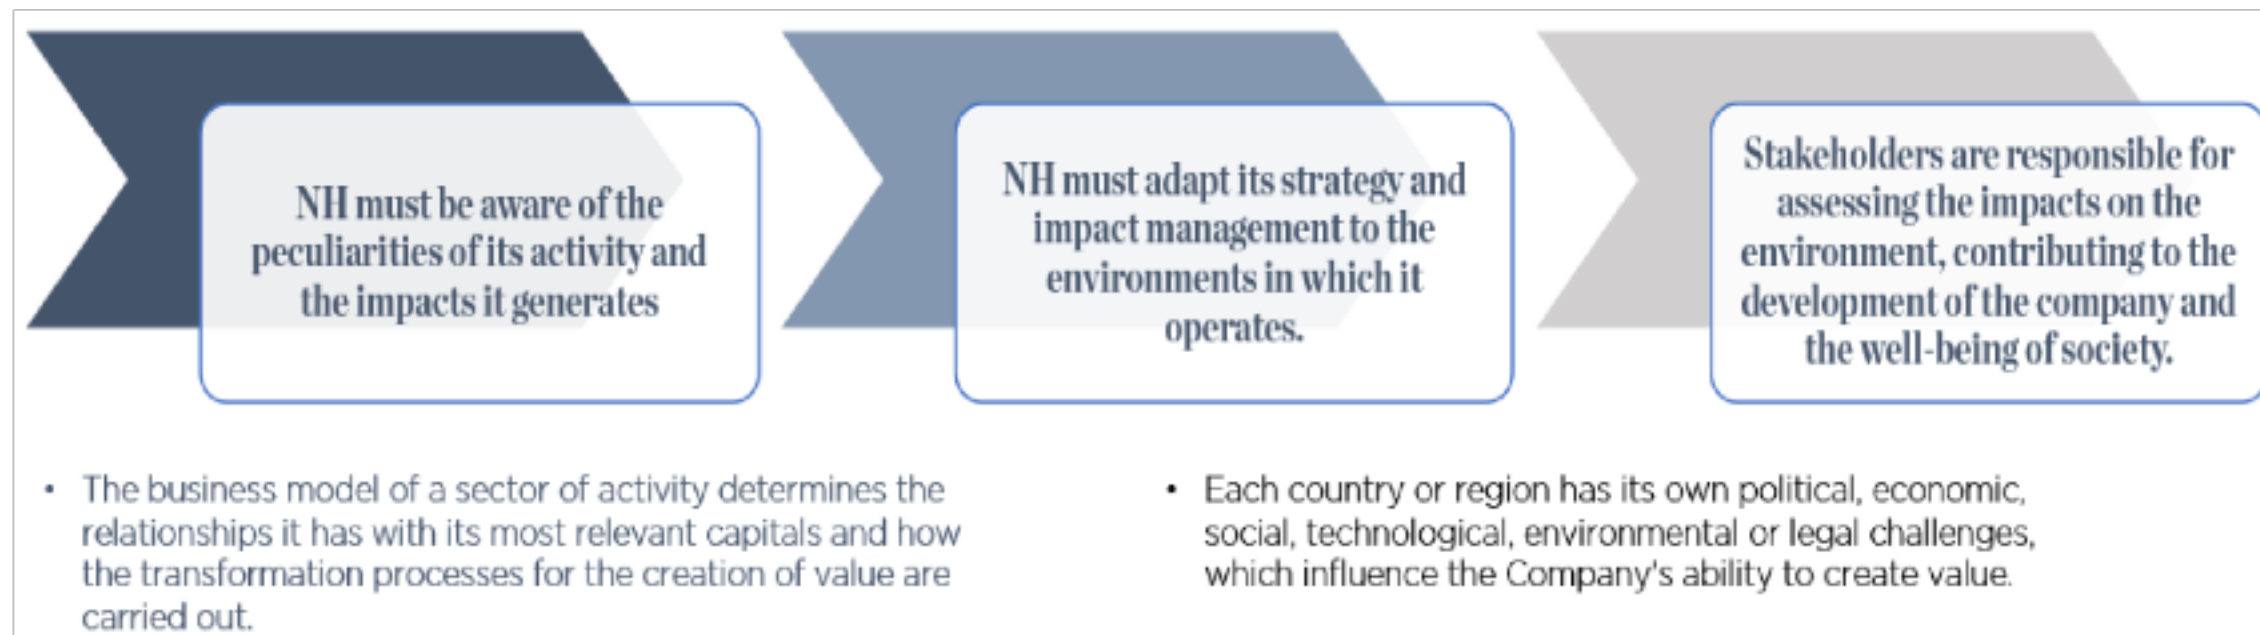 NH must be aware of the
peculiarities of its activity and
the impacts it generates
NH must adapt its strategy and
impact management to the
environments in which it
operates.
Stakeholders are responsible for
assessing the impacts on the
environment, contributing to the
development of the company and
the well-being of society.
• The business model of a sector of activity determines the
relationships it has with its most relevant capitals and how
the transformation processes for the creation of value are
carried out.
• Each country or region has its own political, economic,
social, technological, environmental or legal challenges,
which influence the Company's ability to create value.